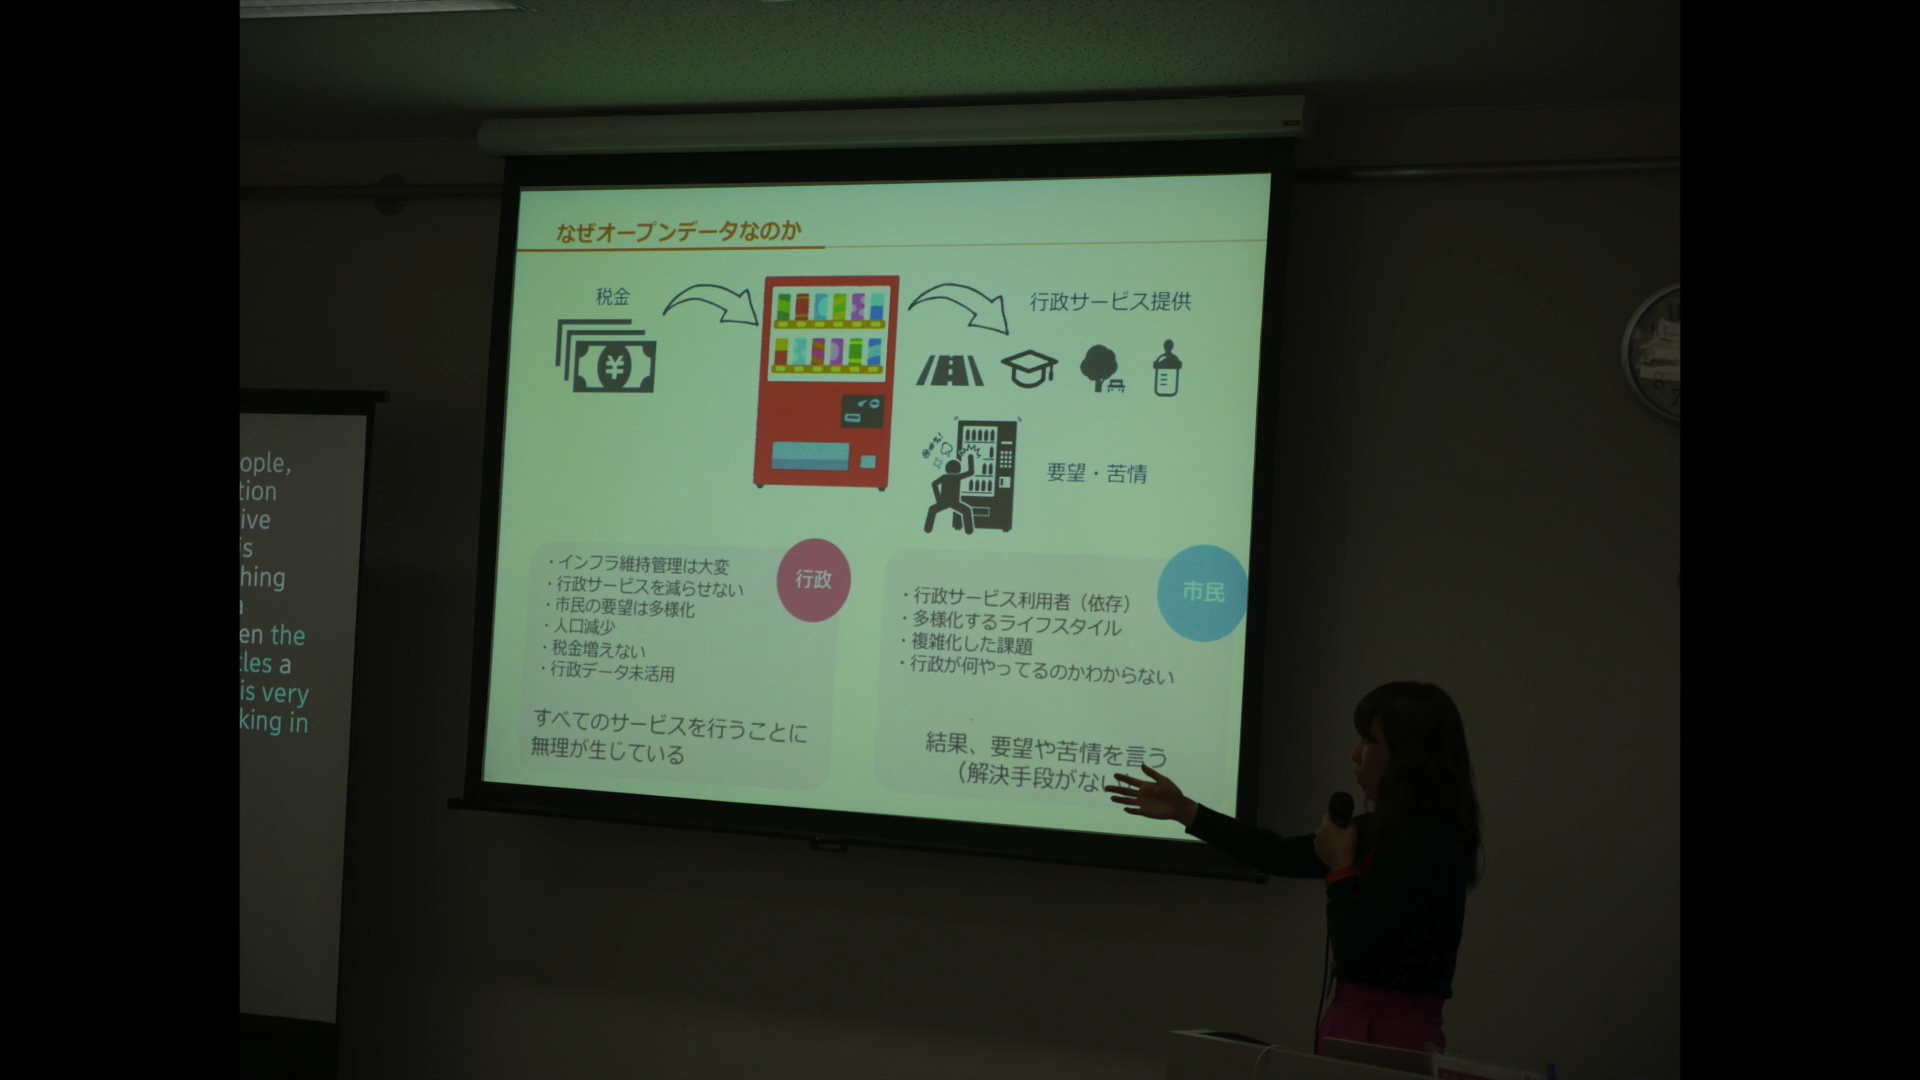 なぜオープンデータなのか
税金
¥
行政サービス提供
@#%!
要望・苦情
行政
・インフラ維持管理は大変
・行政サービスを減らせない
・市民の要望は多様化
・人口減少
・税金増えない
・行政データ未活用
すべてのサービスを行うことに
無理が生じている
市民
・行政サービス利用者（依存）
・多様化するライフスタイル
・複雑化した課題
・行政が何やってるのかわからない
結果、要望や苦情を言う
（解決手段がない
ople,
tion
ive
is
hing
a
en the
tles a
is very
king in